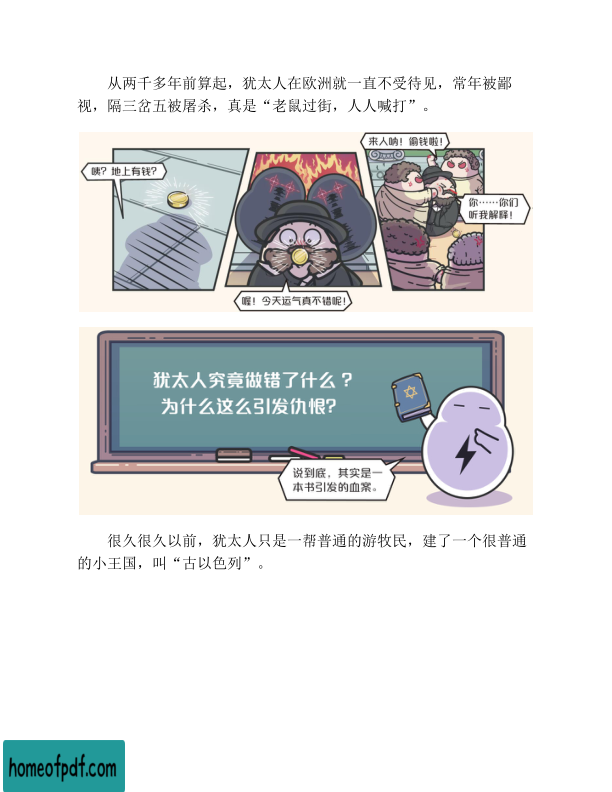 从两千多年前算起，犹太人在欧洲就一直不受待见，常年被鄙
视，隔三岔五被屠杀，真是“老鼠过街，人人喊打”。
咦？地上有钱？
喔！今天运气真不错呢！
来人呐！偷钱啦！
你……你们
听我解释！
犹太人究竟做错了什么？
为什么这么引发仇恨？
说到底，其实是一
本书引发的血案。
很久很久以前，犹太人只是一帮普通的游牧民，建了一个很普通
的小王国，叫“古以色列”。
homeofpdf.com